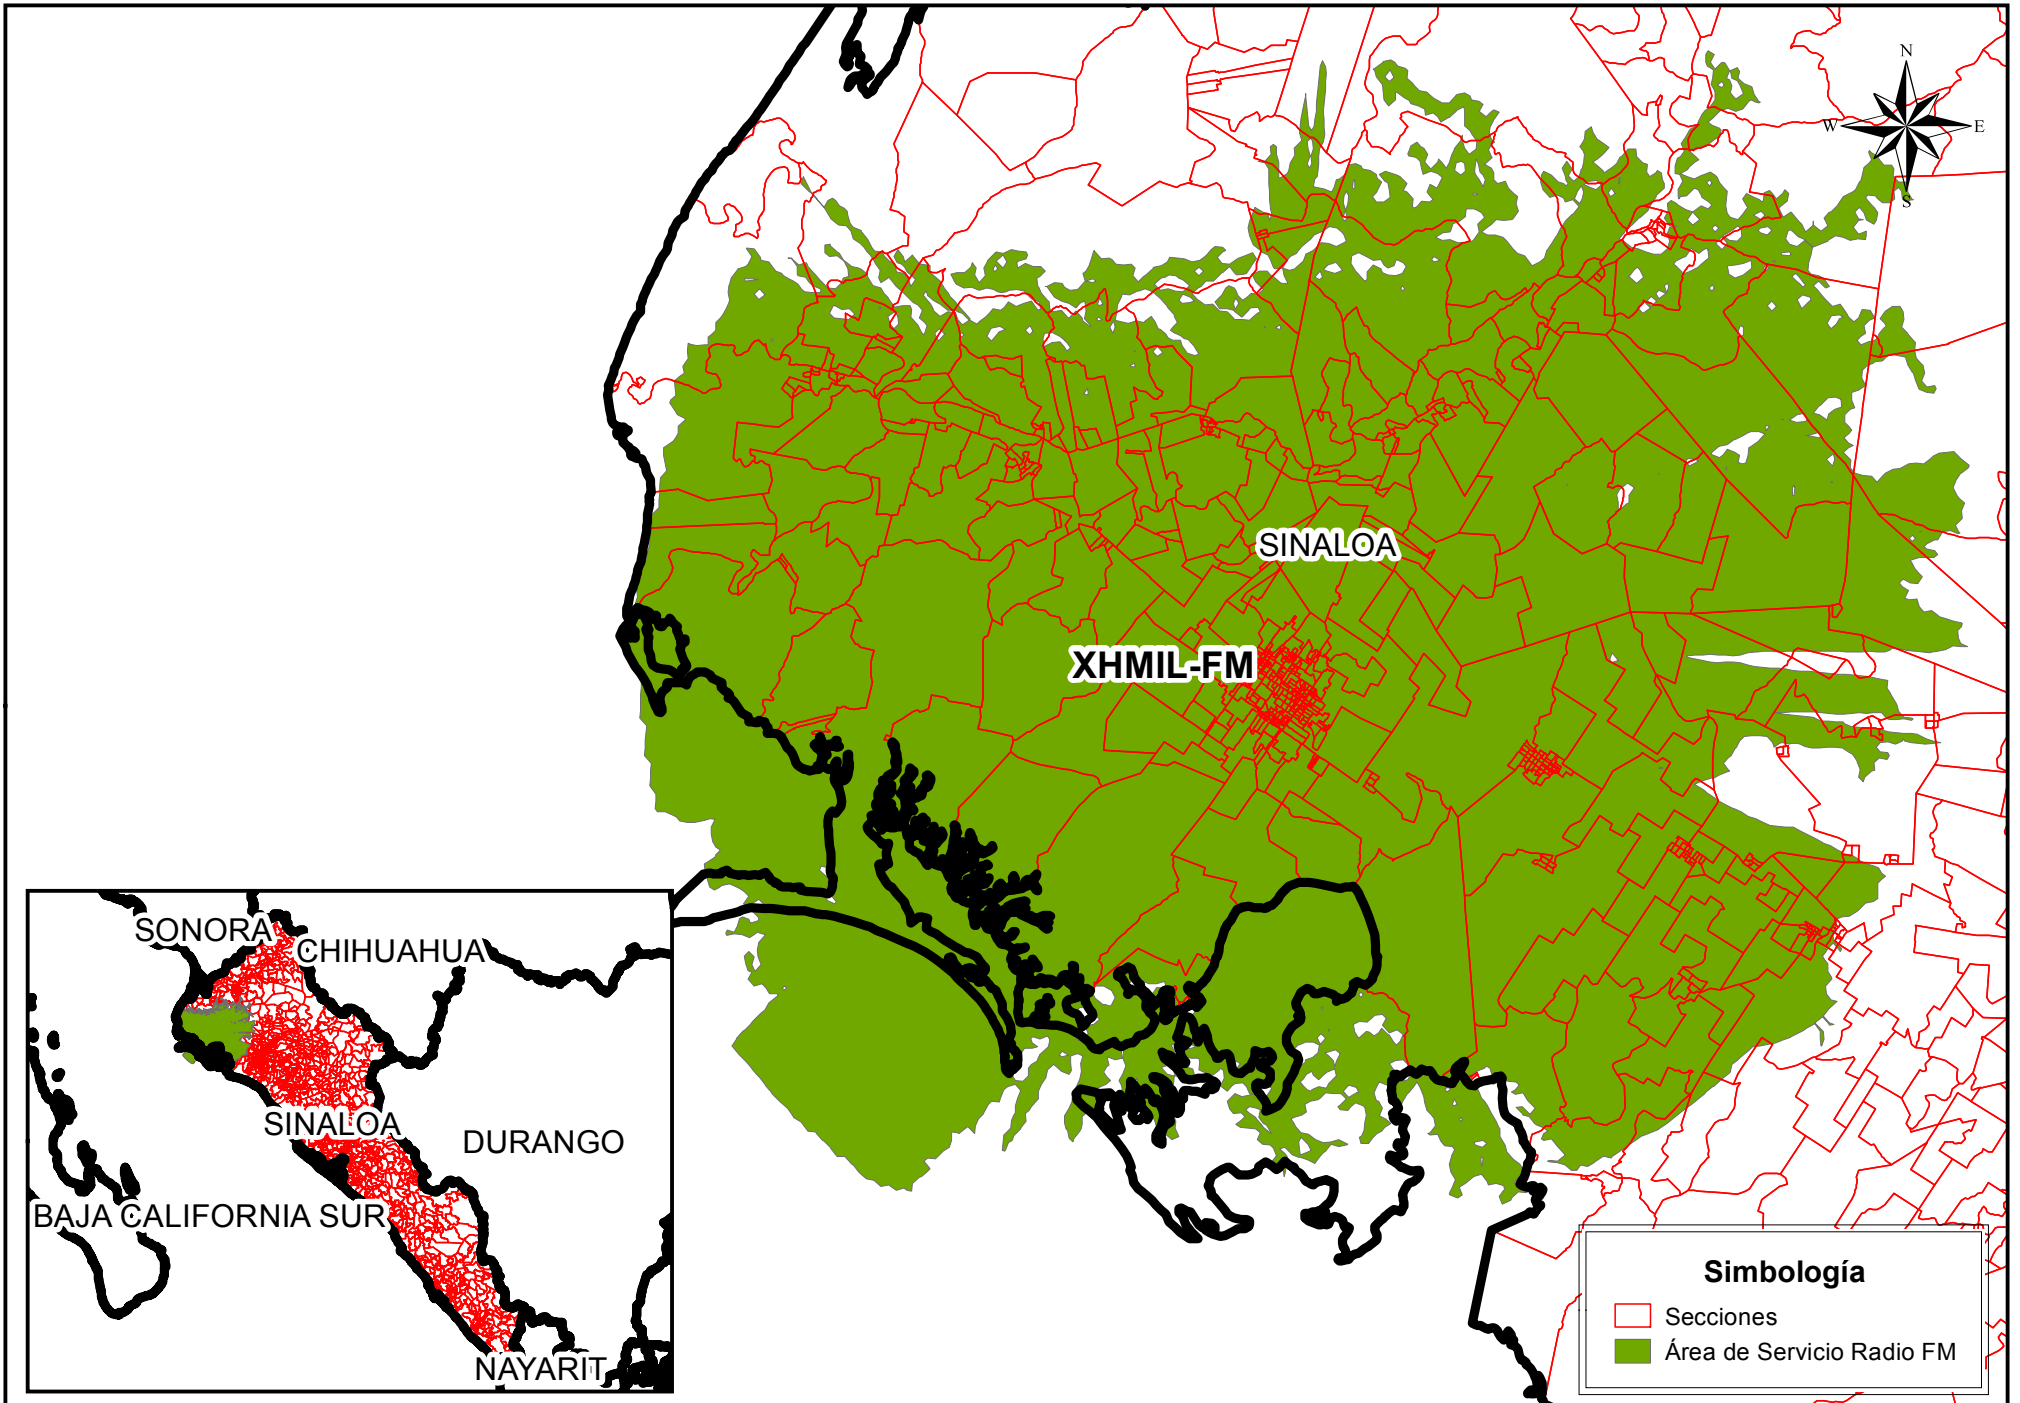 N
W
E
S
SINALOA
XHMIL-FM
SONORA
CHIHUAHUA
SINALOA
DURANGO
BAJA CALIFORNIA SUR
NAYARIT
Simbología
Secciones
Área de Servicio Radio FM